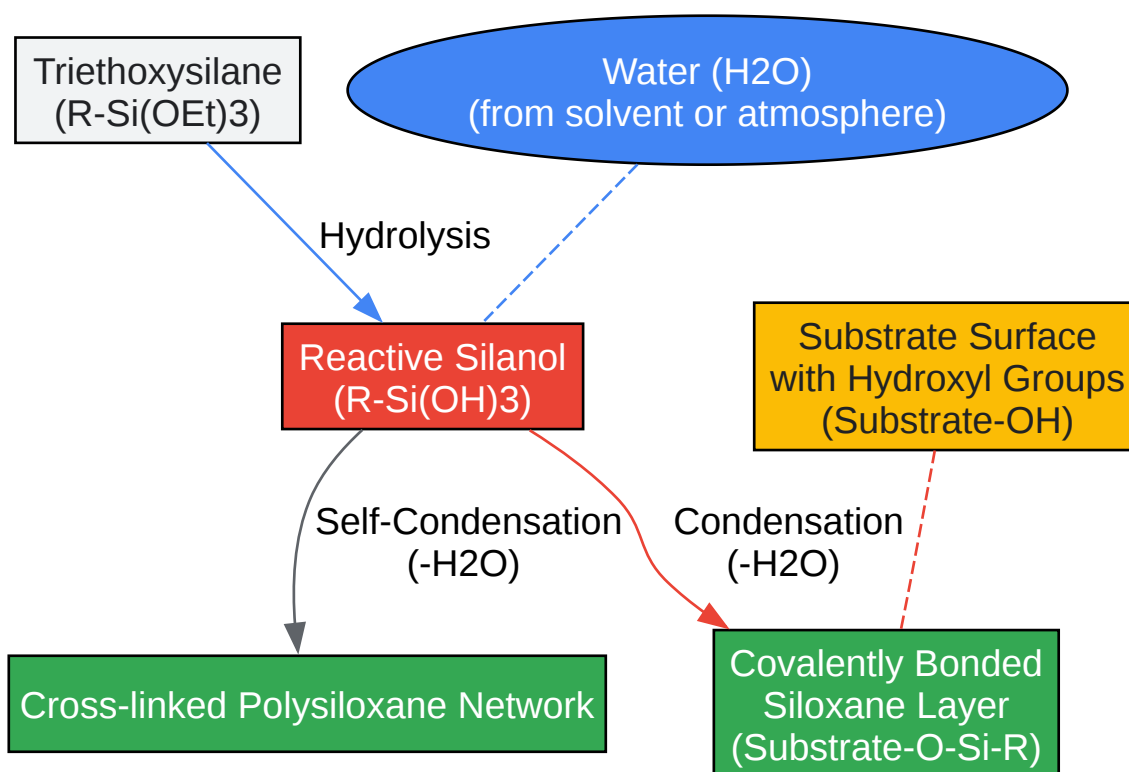 Triethoxysilane
(R-Si(OEt)3)
Water (H2O)
(from solvent or atmosphere)
Hydrolysis
Reactive Silanol
(R-Si(OH)3)
Substrate Surface
with Hydroxyl Groups
(Substrate-OH)
Self-Condensation
(-H2O)
Condensation
(-H2O)
Cross-linked Polysiloxane Network
Covalently Bonded
Siloxane Layer
(Substrate-O-Si-R)